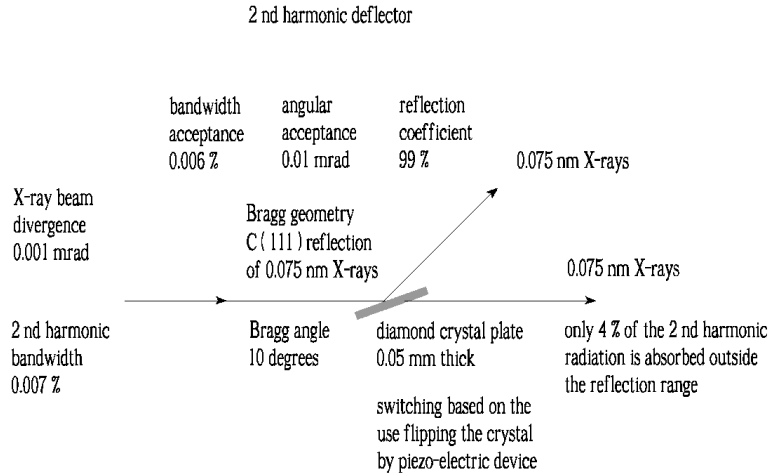 2 nd harmonic deflector
bandwidth
acceptance
0.006 %
angular
acceptance
0.01 mrad
reflection
coefficient
99 %
0.075 nm X-rays
X-ray beam
divergence
0.001 mrad
Bragg geometry
C( 111 ) reflection
of 0.075 nm X-rays
0.075 nm X-rays
2 nd harmonic
bandwidth
0.007 %
Bragg angle
10 degrees
diamond crystal plate
0.05 mm thick
only 4 % of the 2 nd harmonic
radiation is absorbed outside
the reflection range
switching based on the
use flipping the crystal
by piezo-electric device